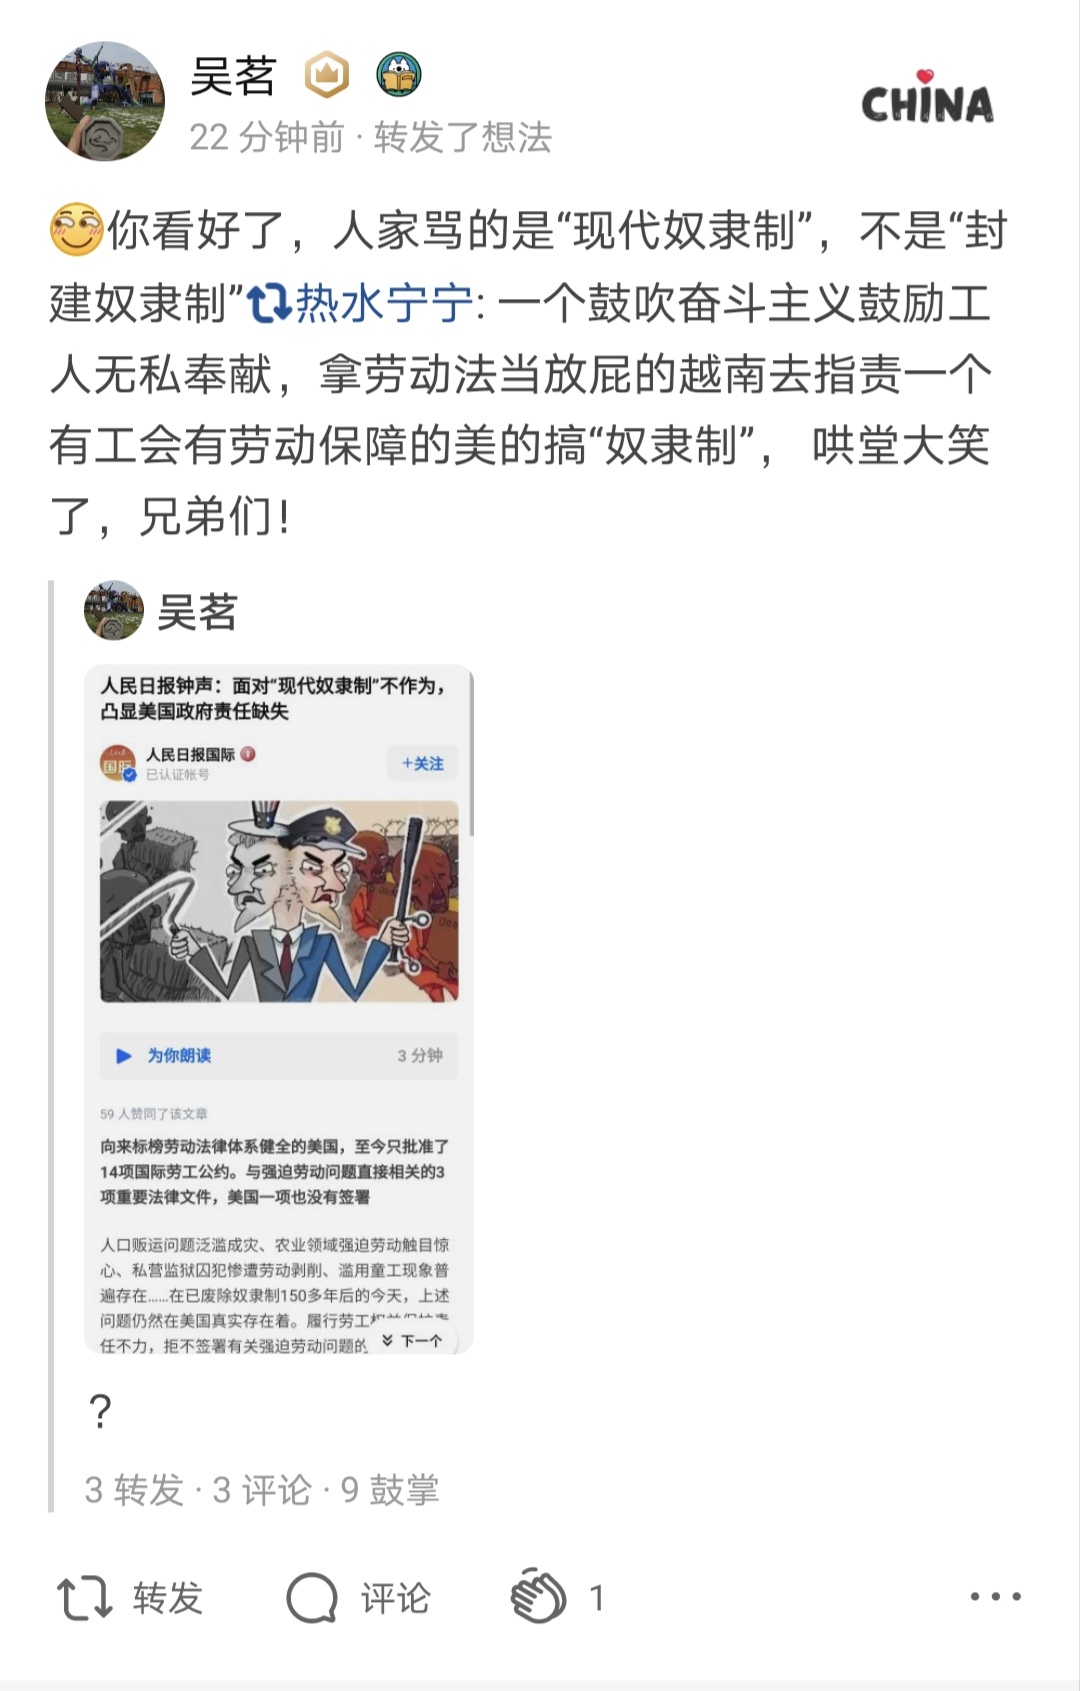 吴茗
22 分钟前 · 转发了想法
CHINA
你看好了，人家骂的是“现代奴隶制”，不是“封
建奴隶制”热水宁宁: 一个鼓吹奋斗主义鼓励工
人无私奉献，拿劳动法当放屁的越南去指责一个
有工会有劳动保障的美的搞“奴隶制”， 哄堂大笑
了，兄弟们！
吴茗
人民日报钟声：面对“现代奴隶制”不作为，
凸显美国政府责任缺失
国际
人民日报国际
已认证帐号
+关注
为你朗读
3 分钟
59 人赞同了该文章
向来标榜劳动法律体系健全的美国，至今只批准了
14项国际劳工公约。与强迫劳动问题直接相关的3
项重要法律文件，美国一项也没有签署
人口贩运问题泛滥成灾、农业领域强迫劳动触目惊
心、私营监狱囚犯惨遭劳动剥削、滥用童工现象普
遍存在……在已废除奴隶制150多年后的今天，上述
问题仍然在美国真实存在着。履行劳工
任不力，拒不签署有关强迫劳动问题的
下一个
？
3 转发 · 3 评论 · 9 鼓掌
转发
评论
1